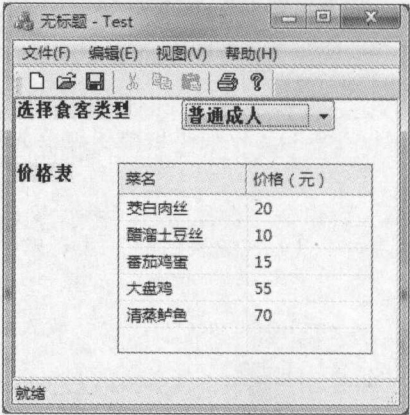 无标题 - Test
文件(F) 编辑(E) 视图(V) 帮助(H)
选择食客类型 普通成人
价格表 菜名 价格（元）
茭白肉丝 20
醋溜土豆丝 10
番茄鸡蛋 15
大盘鸡 55
清蒸鲈鱼 70
就绪